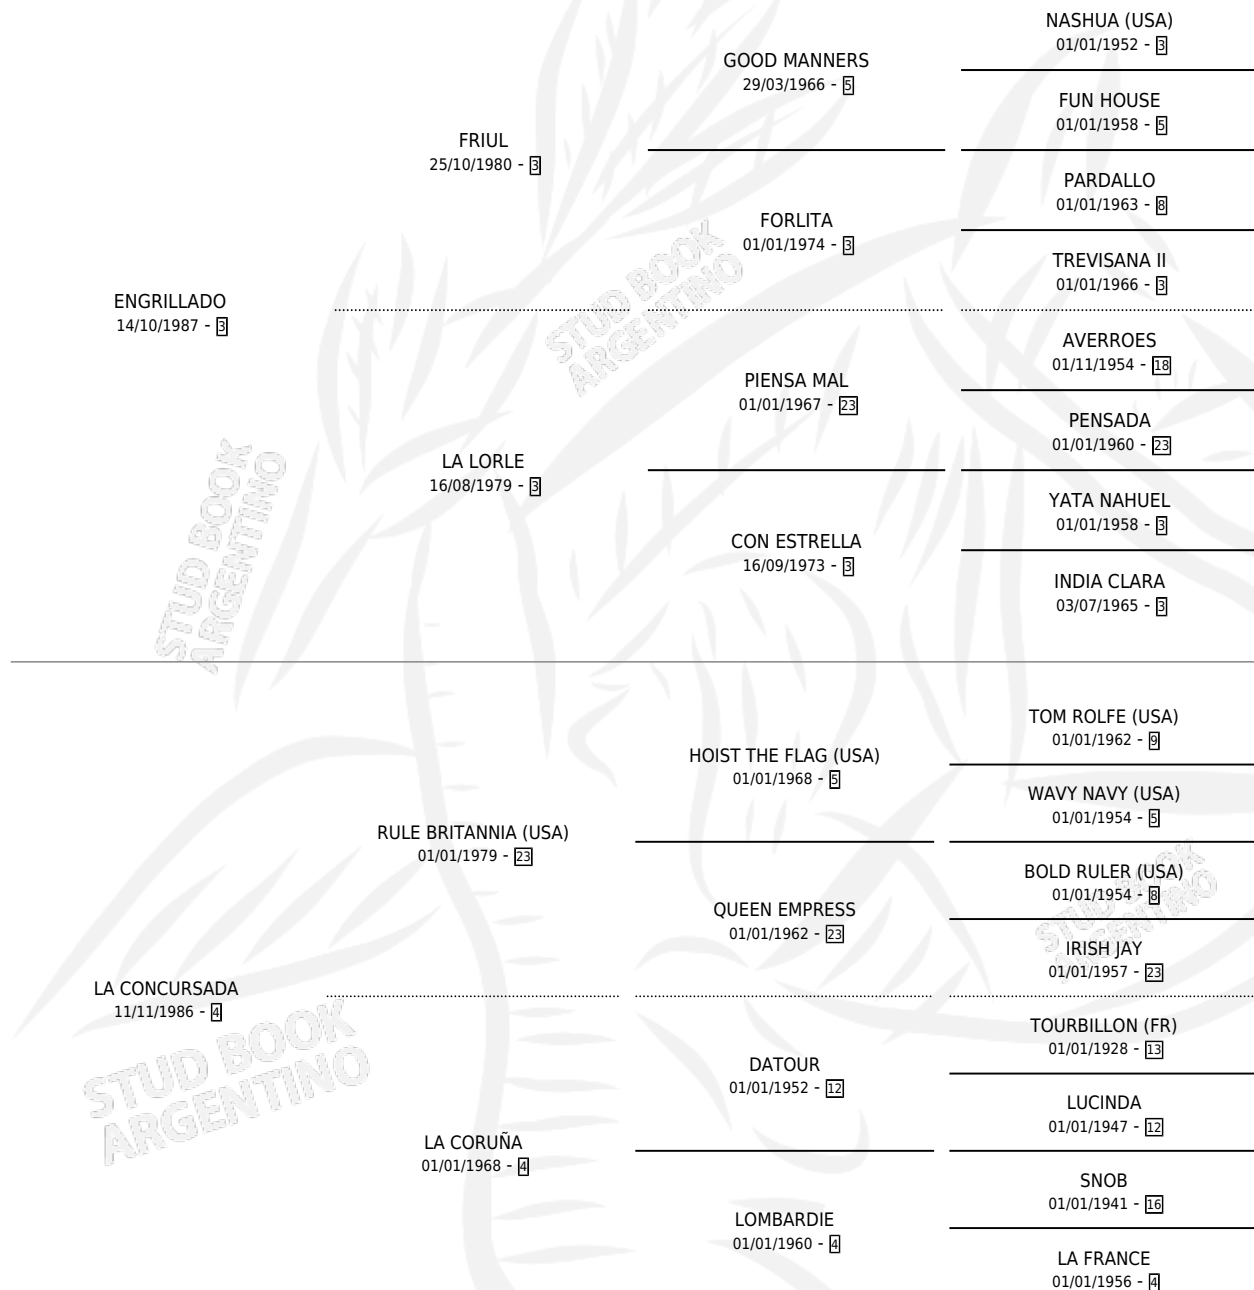 NASHUA (USA)
01/01/1952 - 3
GOOD MANNERS
29/03/1966 - 5
FUN HOUSE
01/01/1958 - 5
FRIUL
25/10/1980 - 3
PARDALLO
01/01/1963 - 8
FORLITA
01/01/1974 - 3
TREVISANA II
01/01/1966 - 3
STUD BOOK
ARGENTINO
ENGRILLADO
14/10/1987 - 3
AVERROES
01/11/1954 - 18
PIENSA MAL
01/01/1967 - 23
PENSADA
01/01/1960 - 23
LA LORLE
16/08/1979 - 3
YATA NAHUEL
01/01/1958 - 3
CON ESTRELLA
16/09/1973 - 3
INDIA CLARA
03/07/1965 - 3
STUD BOOK
ARGENTINO
TOM ROLFE (USA)
01/01/1962 - 9
HOIST THE FLAG (USA)
01/01/1968 - 5
WAVY NAVY (USA)
01/01/1954 - 5
RULE BRITANNIA (USA)
01/01/1979 - 23
BOLD RULER (USA)
01/01/1954 - 8
QUEEN EMPRESS
01/01/1962 - 23
IRISH JAY
01/01/1957 - 23
STUD BOOK
ARGENTINO
LA CONCURSADA
11/11/1986 - 4
TOURBILLON (FR)
01/01/1928 - 13
DATOUR
01/01/1952 - 12
LUCINDA
01/01/1947 - 12
STUD BOOK
ARGENTINO
LA CORUÑA
01/01/1968 - 4
SNOB
01/01/1941 - 16
LOMBARDIE
01/01/1960 - 4
LA FRANCE
01/01/1956 - 4